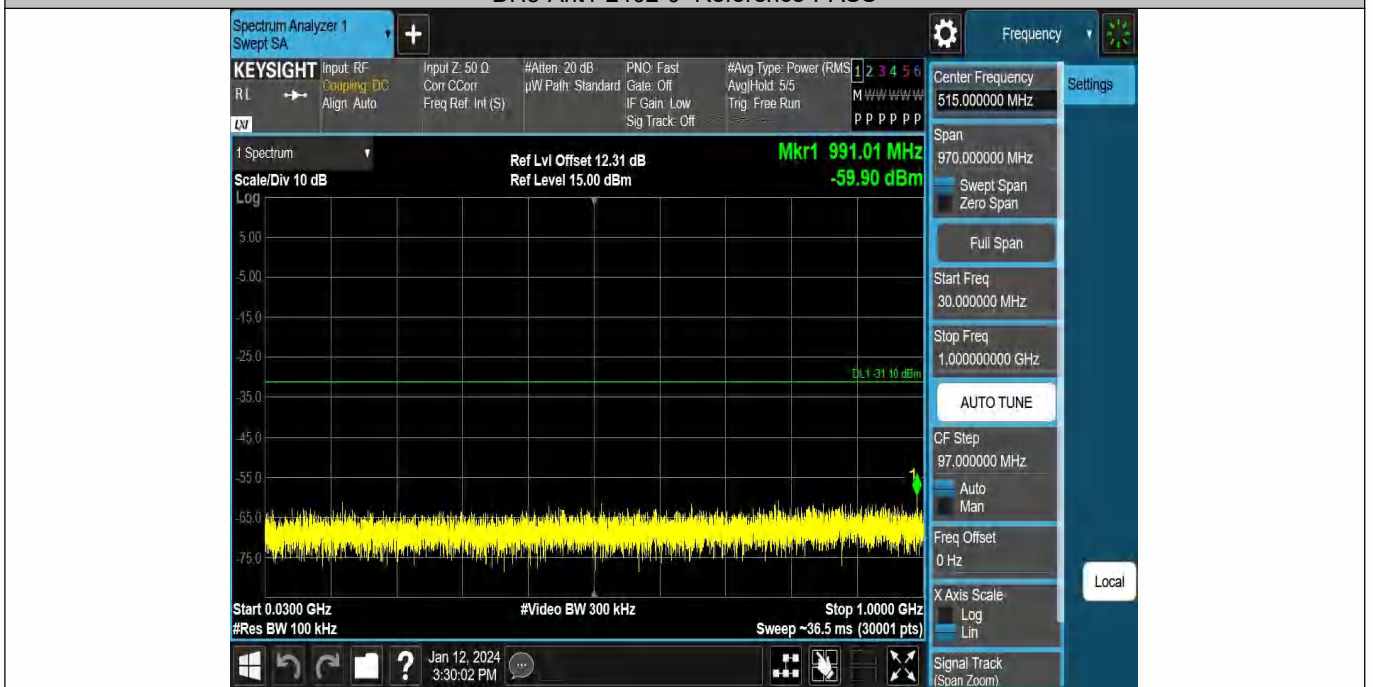 Spectrum Analyzer 1
Swept SA
Frequency
KEYSIGHT
Input: RF
Coupling: DC
Align: Auto
Input Z: 50 Ω
Corr CCorr
Freq Ref: Int (S)
#Atten: 20 dB
µW Path: Standard
PNO: Fast
Gate: Off
IF Gain: Low
Sig Track: Off
#Avg Type: Power (RMS
Avg|Hold: 5/5
Trig: Free Run
1 2 3 4 5 6
M W W W W W
P P P P P P
RL
LXI
Center Frequency
515.000000 MHz
Settings
Span
970.000000 MHz
Swept Span
Zero Span
Full Span
Start Freq
30.000000 MHz
Stop Freq
1.000000000 GHz
AUTO TUNE
CF Step
97.000000 MHz
Auto
Man
Freq Offset
0 Hz
X Axis Scale
Log
Lin
Signal Track
(Span Zoom)
Local
1 Spectrum
Scale/Div 10 dB
Log
Ref Lvl Offset 12.31 dB
Ref Level 15.00 dBm
Mkr1 991.01 MHz
-59.90 dBm
5.00
-5.00
-15.0
-25.0
DL1 -31.10 dBm
-35.0
-45.0
-55.0
1
-65.0
-75.0
Start 0.0300 GHz
#Res BW 100 kHz
#Video BW 300 kHz
Stop 1.0000 GHz
Sweep ~36.5 ms (30001 pts)
?
Jan 12, 2024
3:30:02 PM